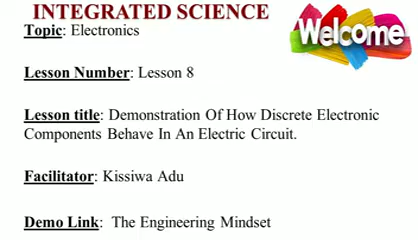 INTEGRATED SCIENCE
Welcome
Topic: Electronics
Lesson Number: Lesson 8
Lesson title: Demonstration Of How Discrete Electronic
Components Behave In An Electric Circuit.
Facilitator: Kissiwa Adu
Demo Link:  The Engineering Mindset